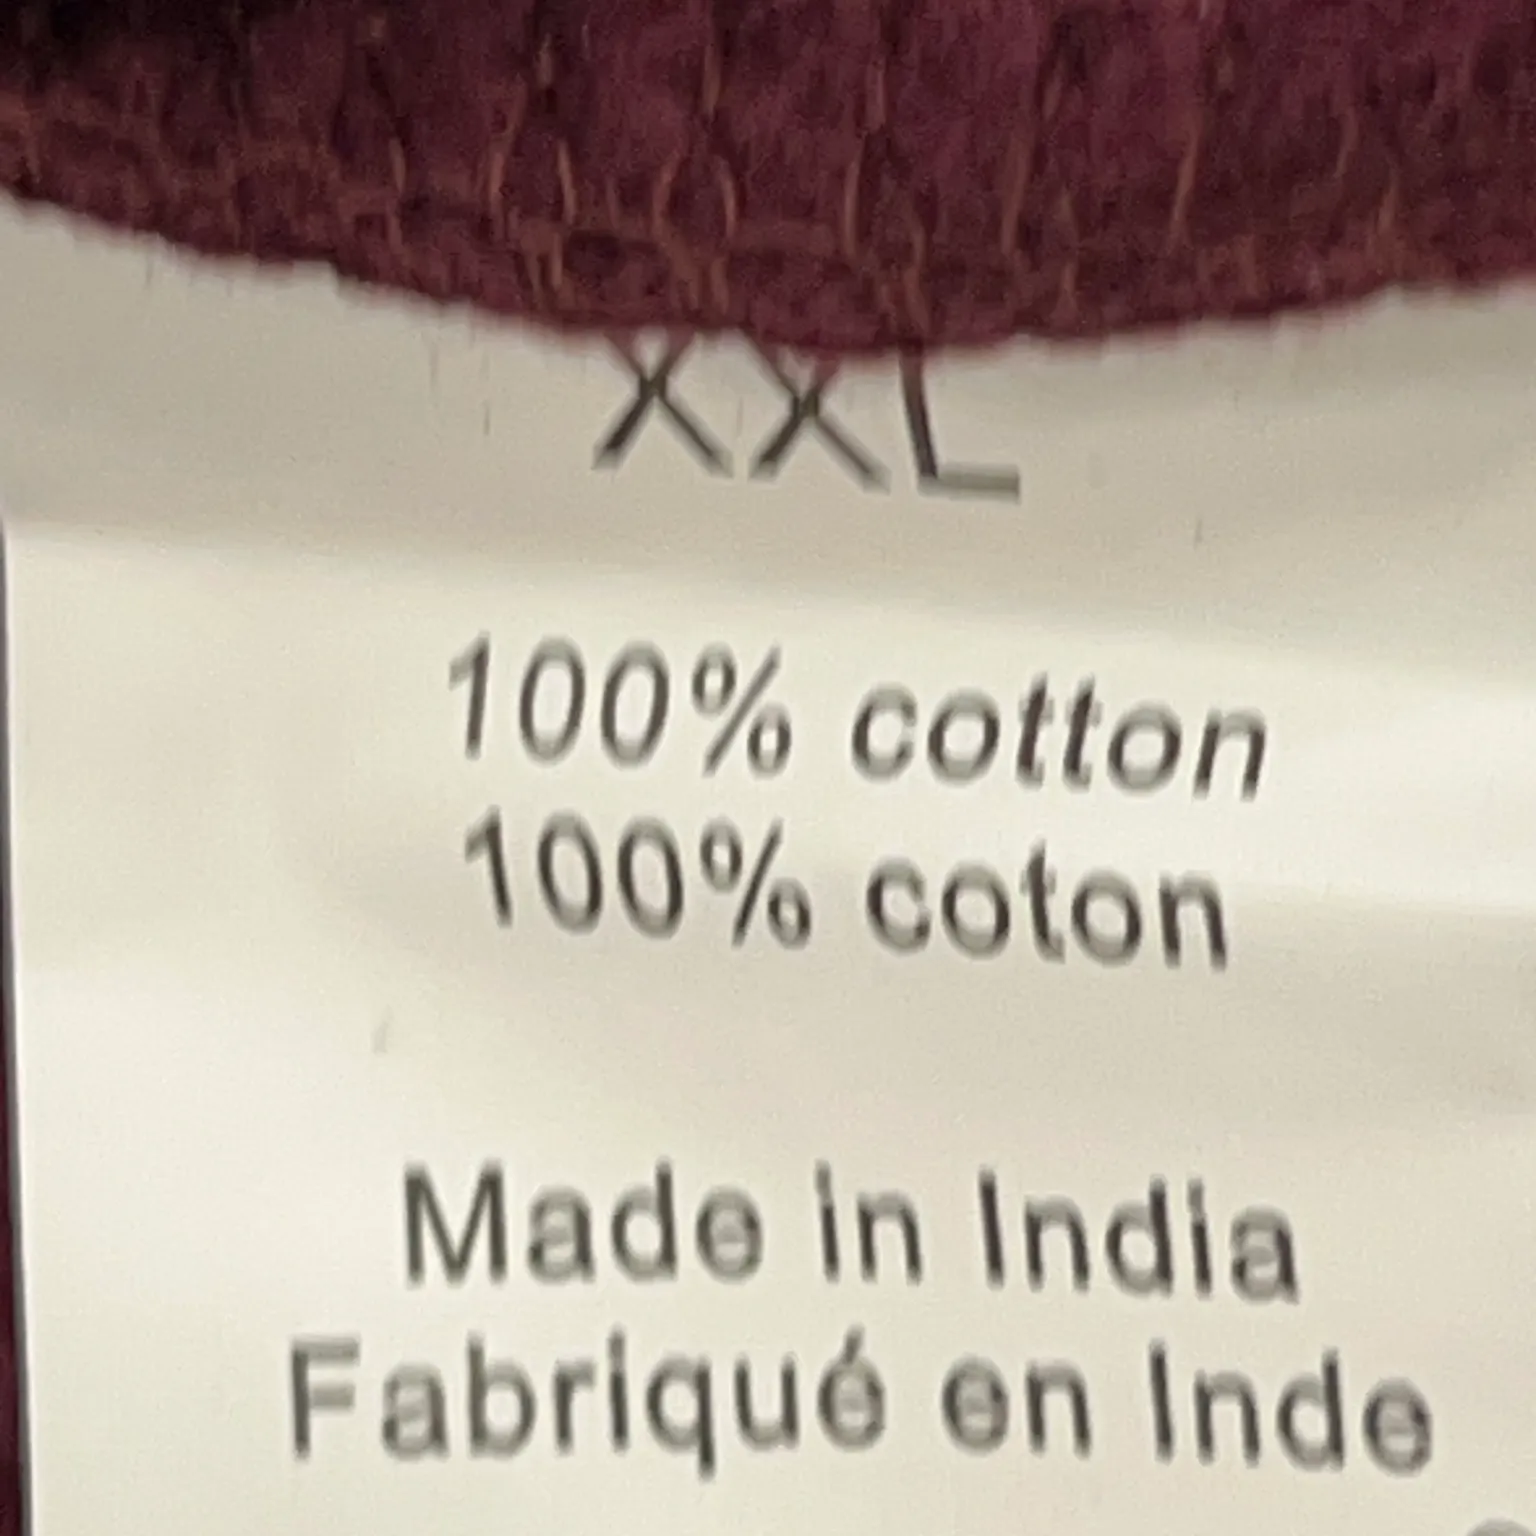 XXL
100% cotton
100% coton
Made in India
Fabriqué en Inde